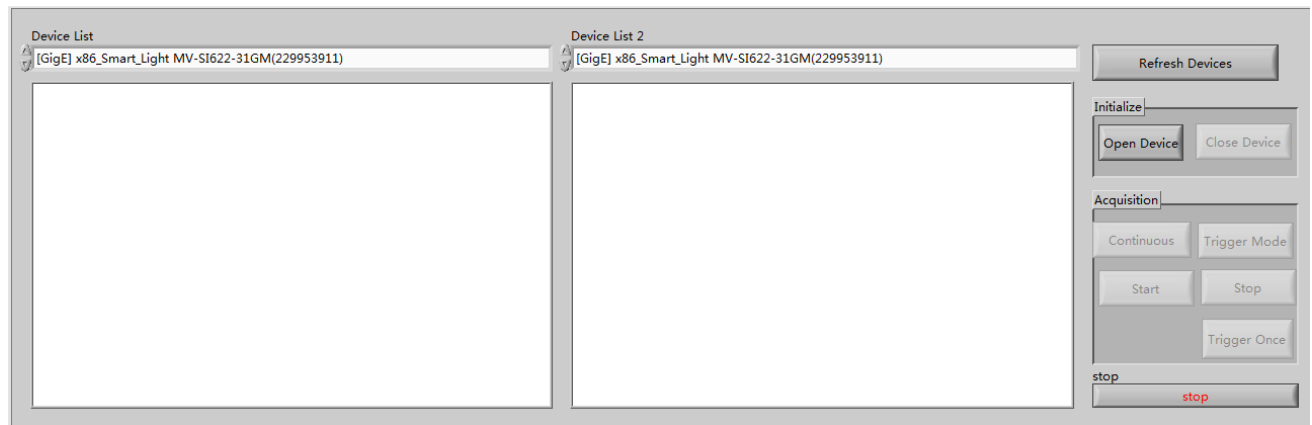 Device List
[GigE] x86_Smart_Light MV-SI622-31GM(229953911)
Device List 2
[GigE] x86_Smart_Light MV-SI622-31GM(229953911)
Refresh Devices
Initialize
Open Device
Close Device
Acquisition
Continuous
Trigger Mode
Start
Stop
Trigger Once
stop
stop